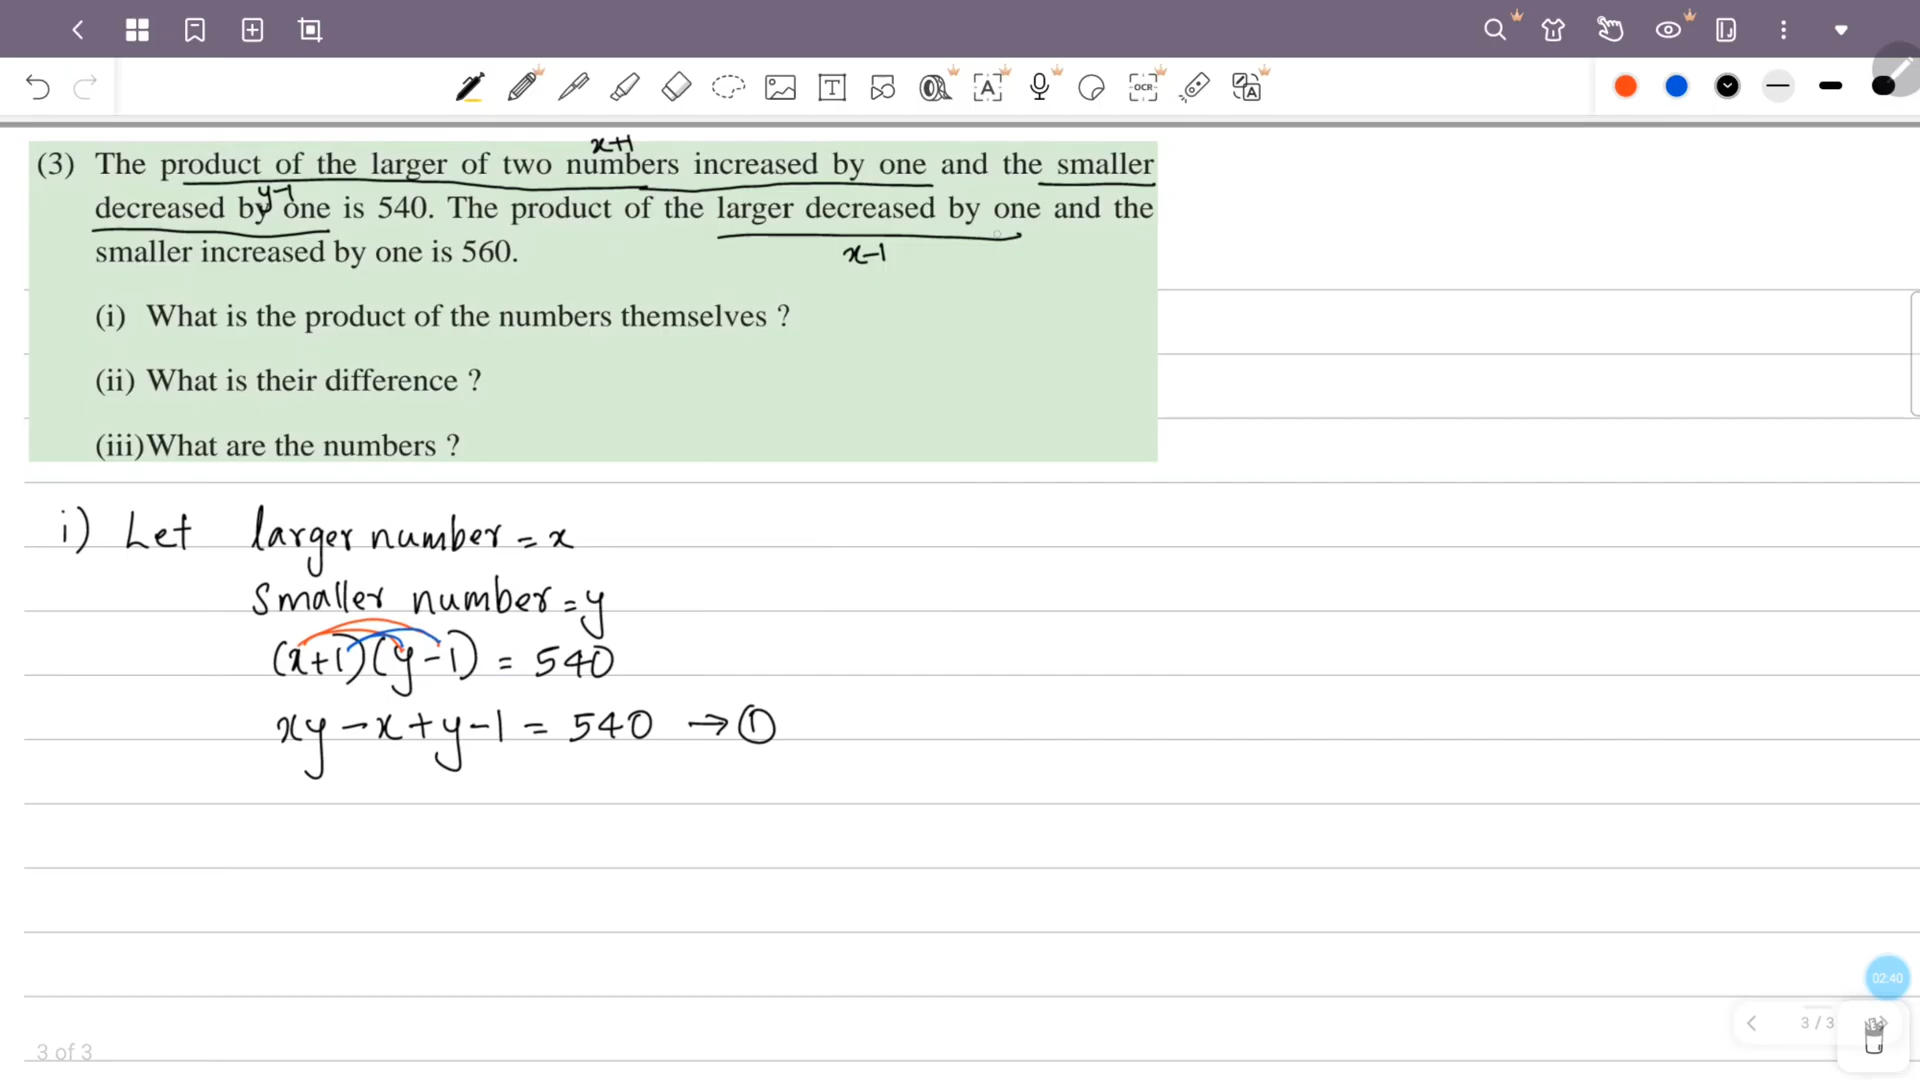 x+1
(3) The product of the larger of two numbers increased by one and the smaller
y-1
decreased by one is 540. The product of the larger decreased by one and the
smaller increased by one is 560.
x-1
(i) What is the product of the numbers themselves ?
(ii) What is their difference ?
(iii) What are the numbers ?
i) Let larger number = x
smaller number = y
(x+1)(y-1) = 540
xy-x+y-1 = 540 → ①
02:40
3 / 3
3 of 3
OCR